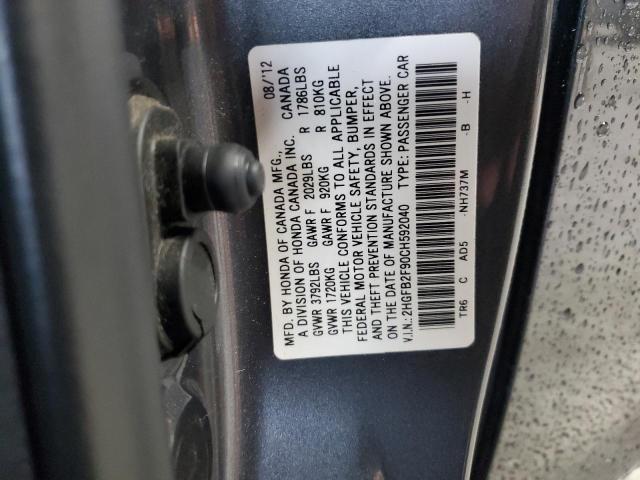 MFD. BY HONDA OF CANADA MFG., 08/'12
A DIVISION OF HONDA CANADA INC. CANADA
GVWR 3792LBS GAWR F 2029LBS R 1786LBS
GVWR 1720KG GAWR F 920KG R 810KG
THIS VEHICLE CONFORMS TO ALL APPLICABLE
FEDERAL MOTOR VEHICLE SAFETY, BUMPER,
AND THEFT PREVENTION STANDARDS IN EFFECT
ON THE DATE OF MANUFACTURE SHOWN ABOVE.
V.I.N.: 2HGFB2F90CH592040 TYPE: PASSENGER CAR
TR6 C AD5 -NH737M -B -H